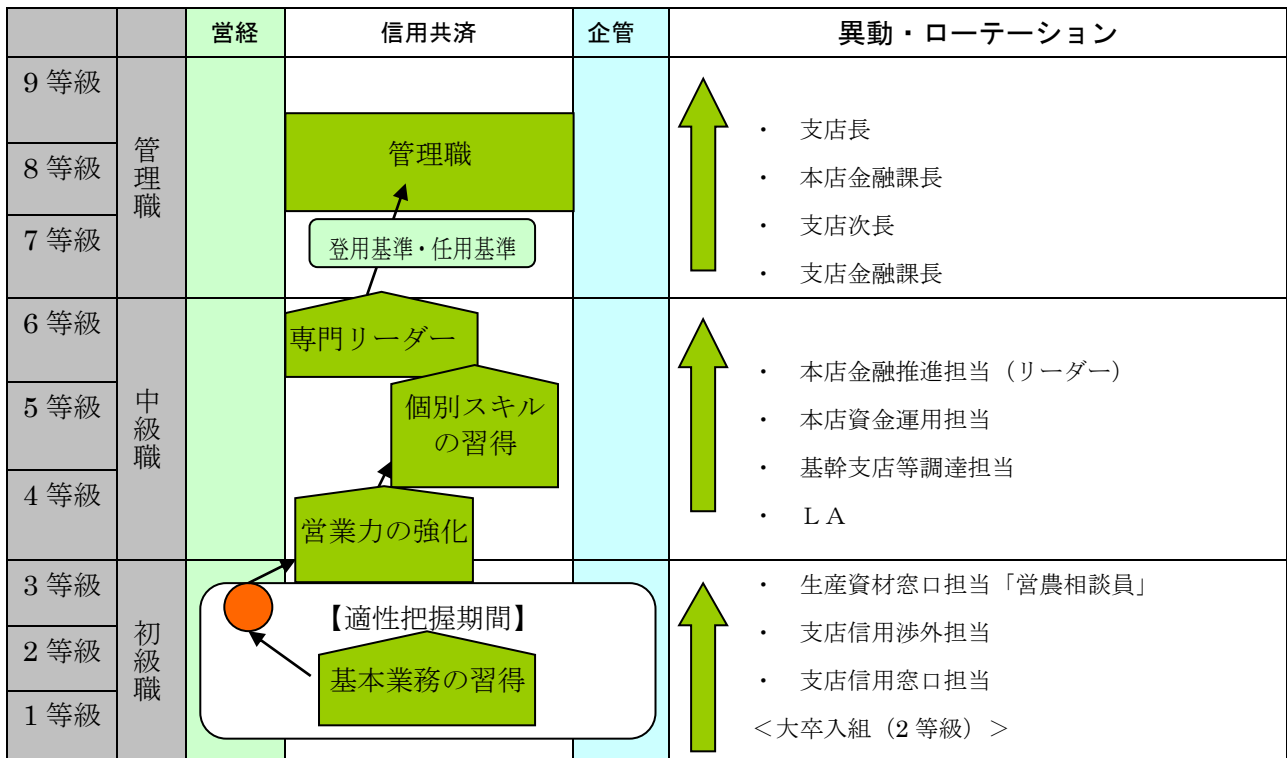 営経 信用共済 企管 異動・ローテーション
9 等級
8 等級
7 等級
管理職
管理職
登用基準・任用基準
・ 支店長
・ 本店金融課長
・ 支店次長
・ 支店金融課長
6 等級
5 等級
4 等級
中級職
専門リーダー
個別スキル
の習得
営業力の強化
・ 本店金融推進担当（リーダー）
・ 本店資金運用担当
・ 基幹支店等調達担当
・ ＬＡ
3 等級
2 等級
1 等級
初級職
【適性把握期間】
基本業務の習得
・ 生産資材窓口担当「営農相談員」
・ 支店信用渉外担当
・ 支店信用窓口担当
＜大卒入組（2 等級）＞